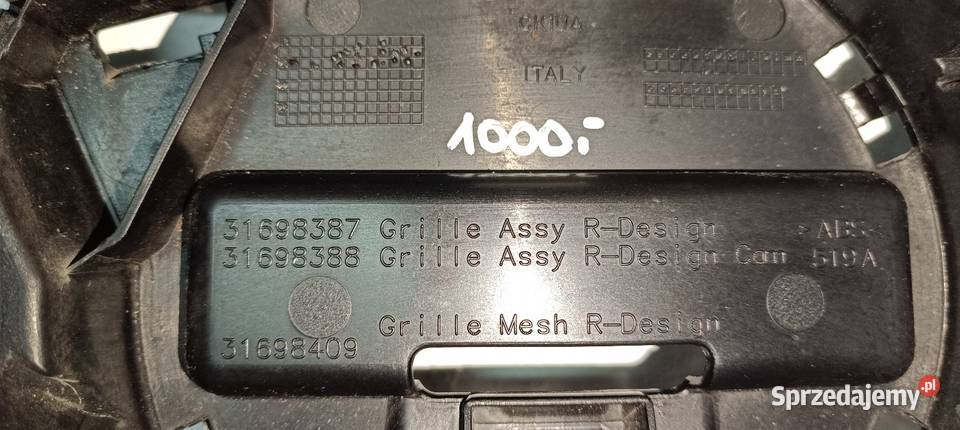 ITALY
1000:-
31698387 Grille Assy R-Design >ABS<
31698388 Grille Assy R-Design Cam 519A
Grille Mesh R-Design
31698409
Sprzedajemy.pl